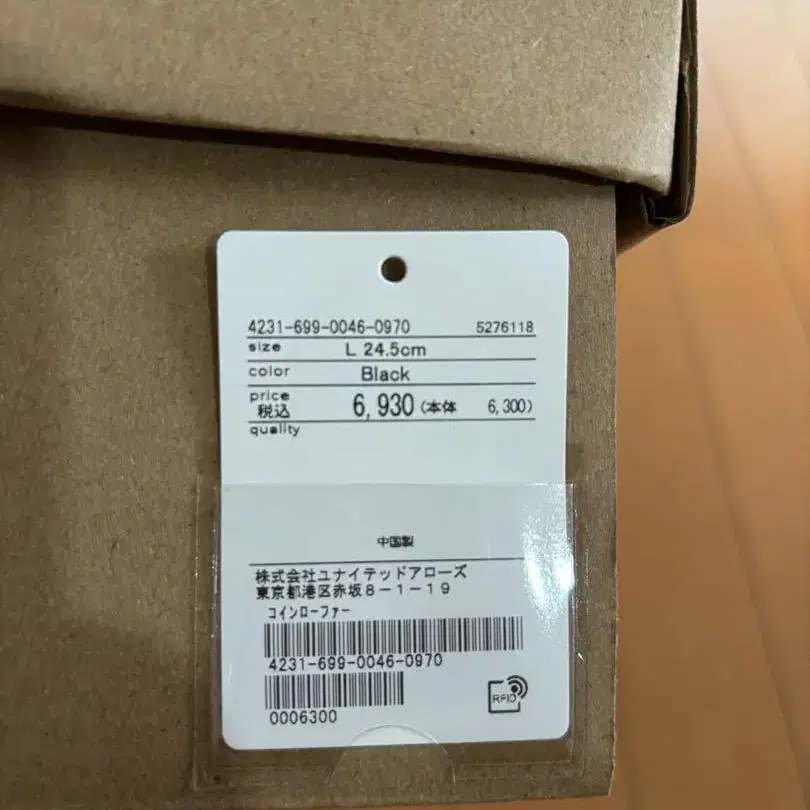 4231-699-0046-0970 5276118
size L 24.5cm
color Black
price
税込 6,930 (本体 6,300)
quality
中国製
株式会社ユナイテッドアローズ
東京都港区赤坂8-1-19
コインローファー
4231-699-0046-0970
0006300
RFID